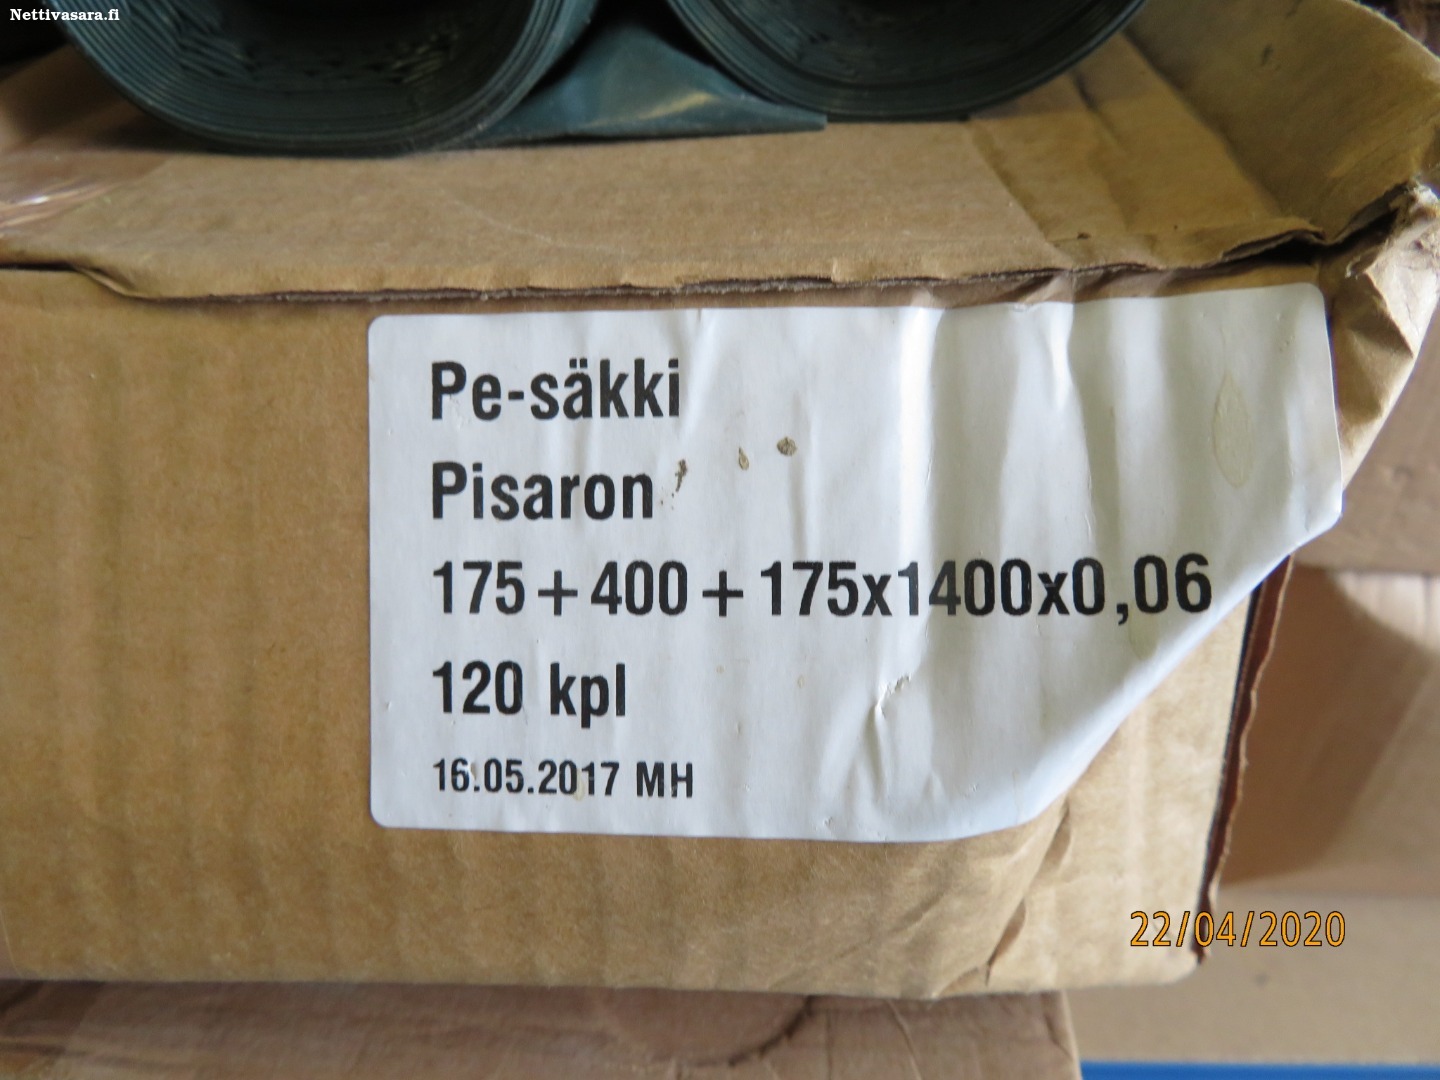 Nettivasara.fi
Pe-säkki
Pisaron
175+400+175x1400x0,06
120 kpl
16.05.2017 MH
22/04/2020